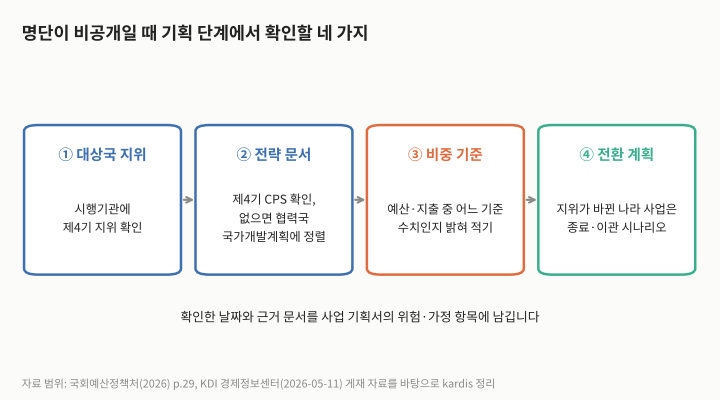 명단이 비공개일 때 기획 단계에서 확인할 네 가지
① 대상국 지위
시행기관에
제4기 지위 확인
② 전략 문서
제4기 CPS 확인,
없으면 협력국
국가개발계획에 정렬
③ 비중 기준
예산·지출 중 어느 기준
수치인지 밝혀 적기
④ 전환 계획
지위가 바뀐 나라 사업은
종료·이관 시나리오
확인한 날짜와 근거 문서를 사업 기획서의 위험·가정 항목에 남깁니다
자료 범위: 국회예산정책처(2026) p.29, KDI 경제정보센터(2026-05-11) 게재 자료를 바탕으로 kardis 정리